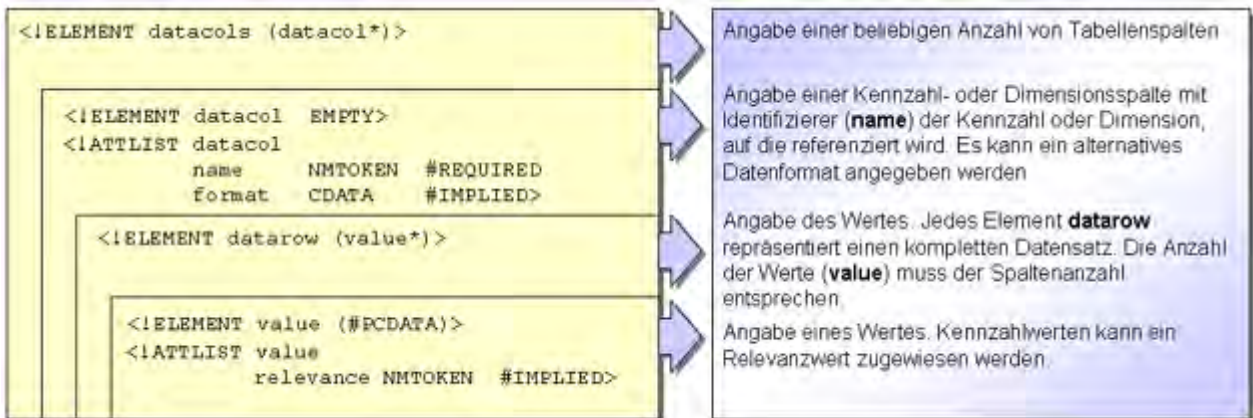 <!ELEMENT datacols (datacol*)>
<!ELEMENT datacol EMPTY>
<!ATTLIST datacol
name NMTOKEN #REQUIRED
format CDATA #IMPLIED>
<!ELEMENT datarow (value*)>
<!ELEMENT value (#PCDATA)>
<!ATTLIST value
relevance NMTOKEN #IMPLIED>
Angabe einer beliebigen Anzahl von Tabellenspalten
Angabe einer Kennzahl- oder Dimensionsspalte mit
Identifizierer (name) der Kennzahl oder Dimension,
auf die referenziert wird. Es kann ein alternatives
Datenformat angegeben werden
Angabe des Wertes. Jedes Element datarow
repräsentiert einen kompletten Datensatz. Die Anzahl
der Werte (value) muss der Spaltenanzahl
entsprechen.
Angabe eines Wertes. Kennzahlwerten kann ein
Relevanzwert zugewiesen werden